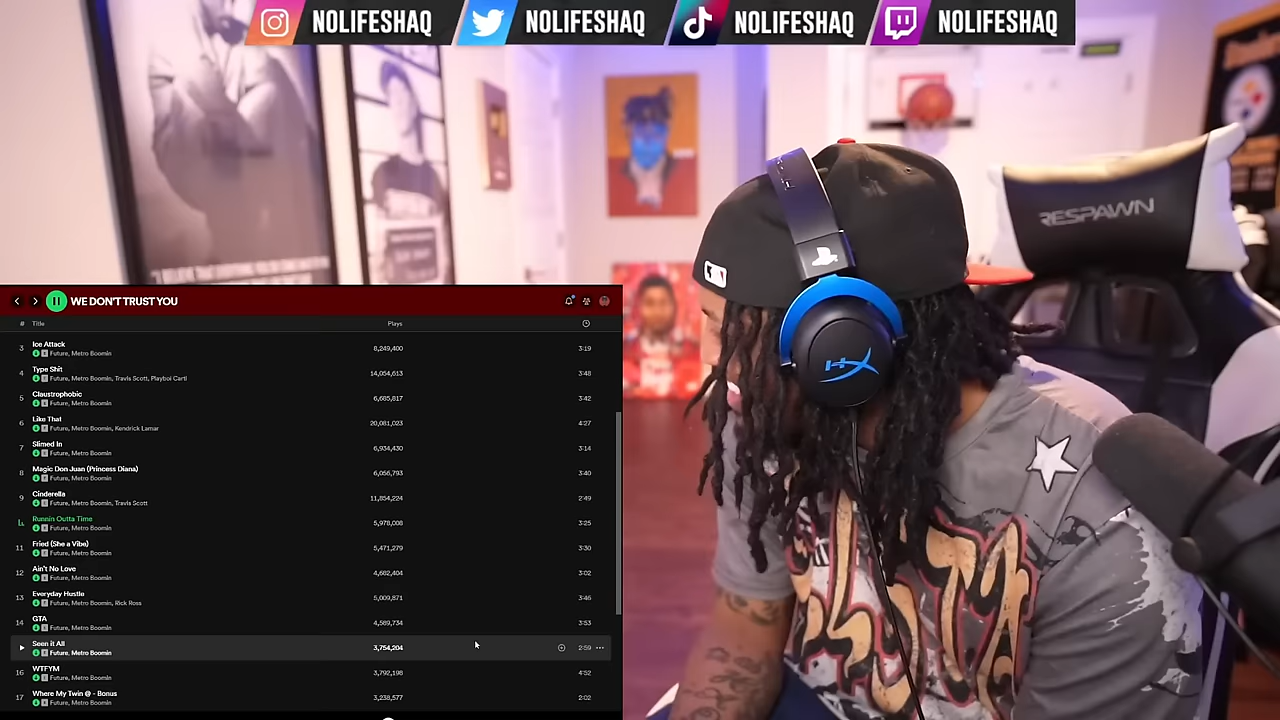 NOLIFESHAQ NOLIFESHAQ NOLIFESHAQ NOLIFESHAQ
RESPAWN
HX
WE DON'T TRUST YOU
# Title Plays
3 Ice Attack 8,249,400 3:19
Future, Metro Boomin
4 Type Shit 14,054,613 3:48
Future, Metro Boomin, Travis Scott, Playboi Carti
5 Claustrophobic 6,685,817 3:42
Future, Metro Boomin
6 Like That 20,081,023 4:27
Future, Metro Boomin, Kendrick Lamar
7 Slimed In 6,934,430 3:14
Future, Metro Boomin
8 Magic Don Juan (Princess Diana) 6,056,793 3:40
Future, Metro Boomin
9 Cinderella 11,854,224 2:49
Future, Metro Boomin, Travis Scott
Runnin Outta Time 5,978,008 3:25
Future, Metro Boomin
11 Fried (She a Vibe) 5,471,279 3:30
Future, Metro Boomin
12 Ain't No Love 4,682,404 3:02
Future, Metro Boomin
13 Everyday Hustle 5,009,871 3:46
Future, Metro Boomin, Rick Ross
14 GTA 4,569,734 3:53
Future, Metro Boomin
Seen it All 3,754,204 2:59
Future, Metro Boomin
16 WTFYM 3,792,198 4:52
Future, Metro Boomin
17 Where My Twin @ - Bonus 3,238,577 2:02
Future, Metro Boomin